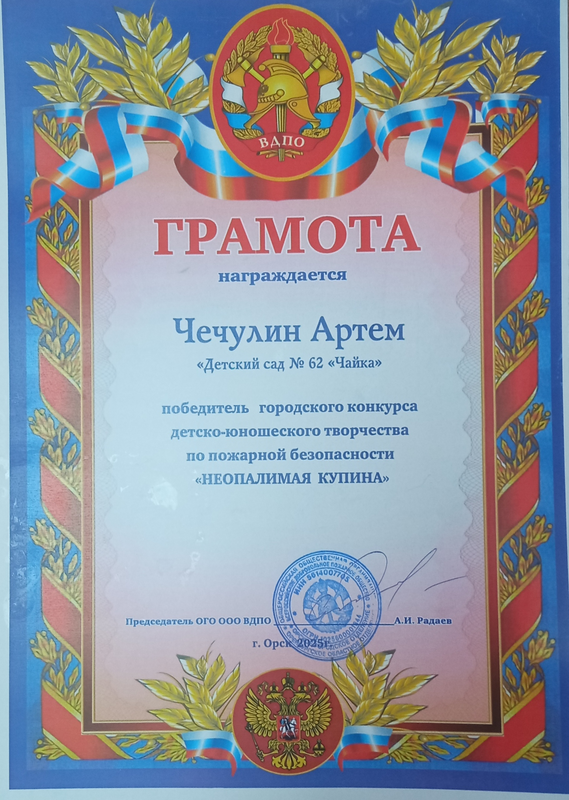 ВДПО
ГРАМОТА
награждается
Чечулин Артем
«Детский сад № 62 «Чайка»
победитель городского конкурса
детско-юношеского творчества
по пожарной безопасности
«НЕОПАЛИМАЯ КУПИНА»
Председатель ОГО ООО ВДПО А.И. Радаев
г. Орск 2025г.